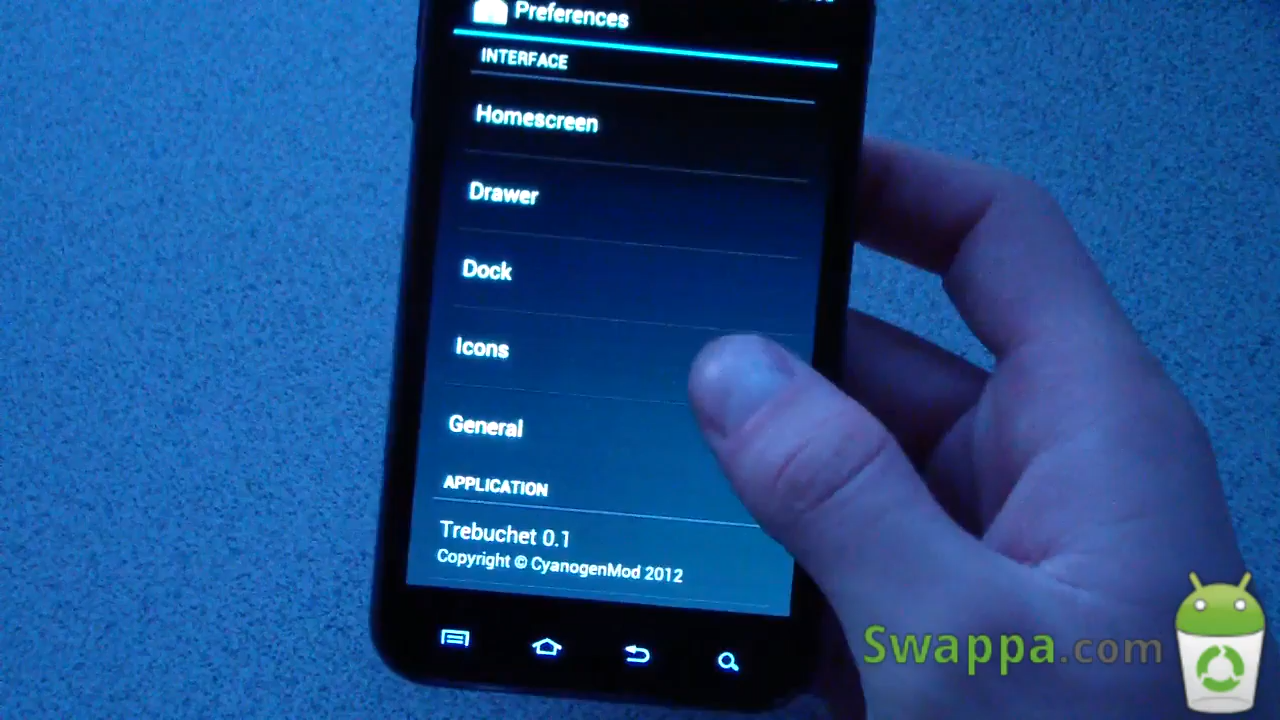 Preferences
INTERFACE
Homescreen
Drawer
Dock
Icons
General
APPLICATION
Trebuchet 0.1
Copyright © CyanogenMod 2012
Swappa.com